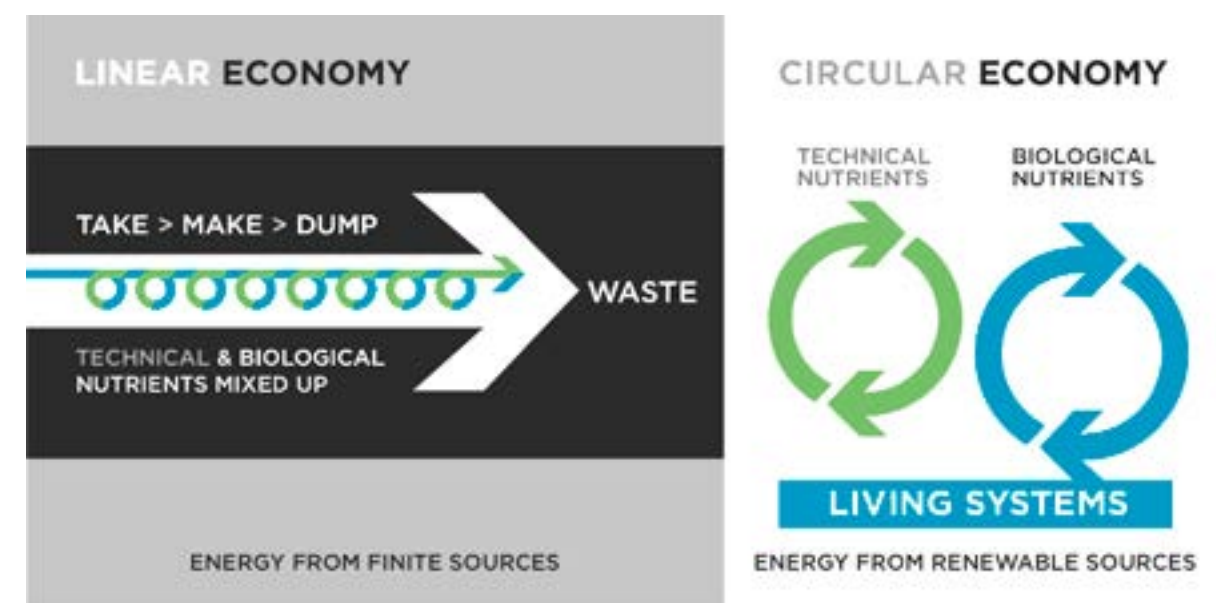 LINEAR ECONOMY
TAKE > MAKE > DUMP
WASTE
TECHNICAL & BIOLOGICAL
NUTRIENTS MIXED UP
ENERGY FROM FINITE SOURCES
CIRCULAR ECONOMY
TECHNICAL
NUTRIENTS
BIOLOGICAL
NUTRIENTS
LIVING SYSTEMS
ENERGY FROM RENEWABLE SOURCES